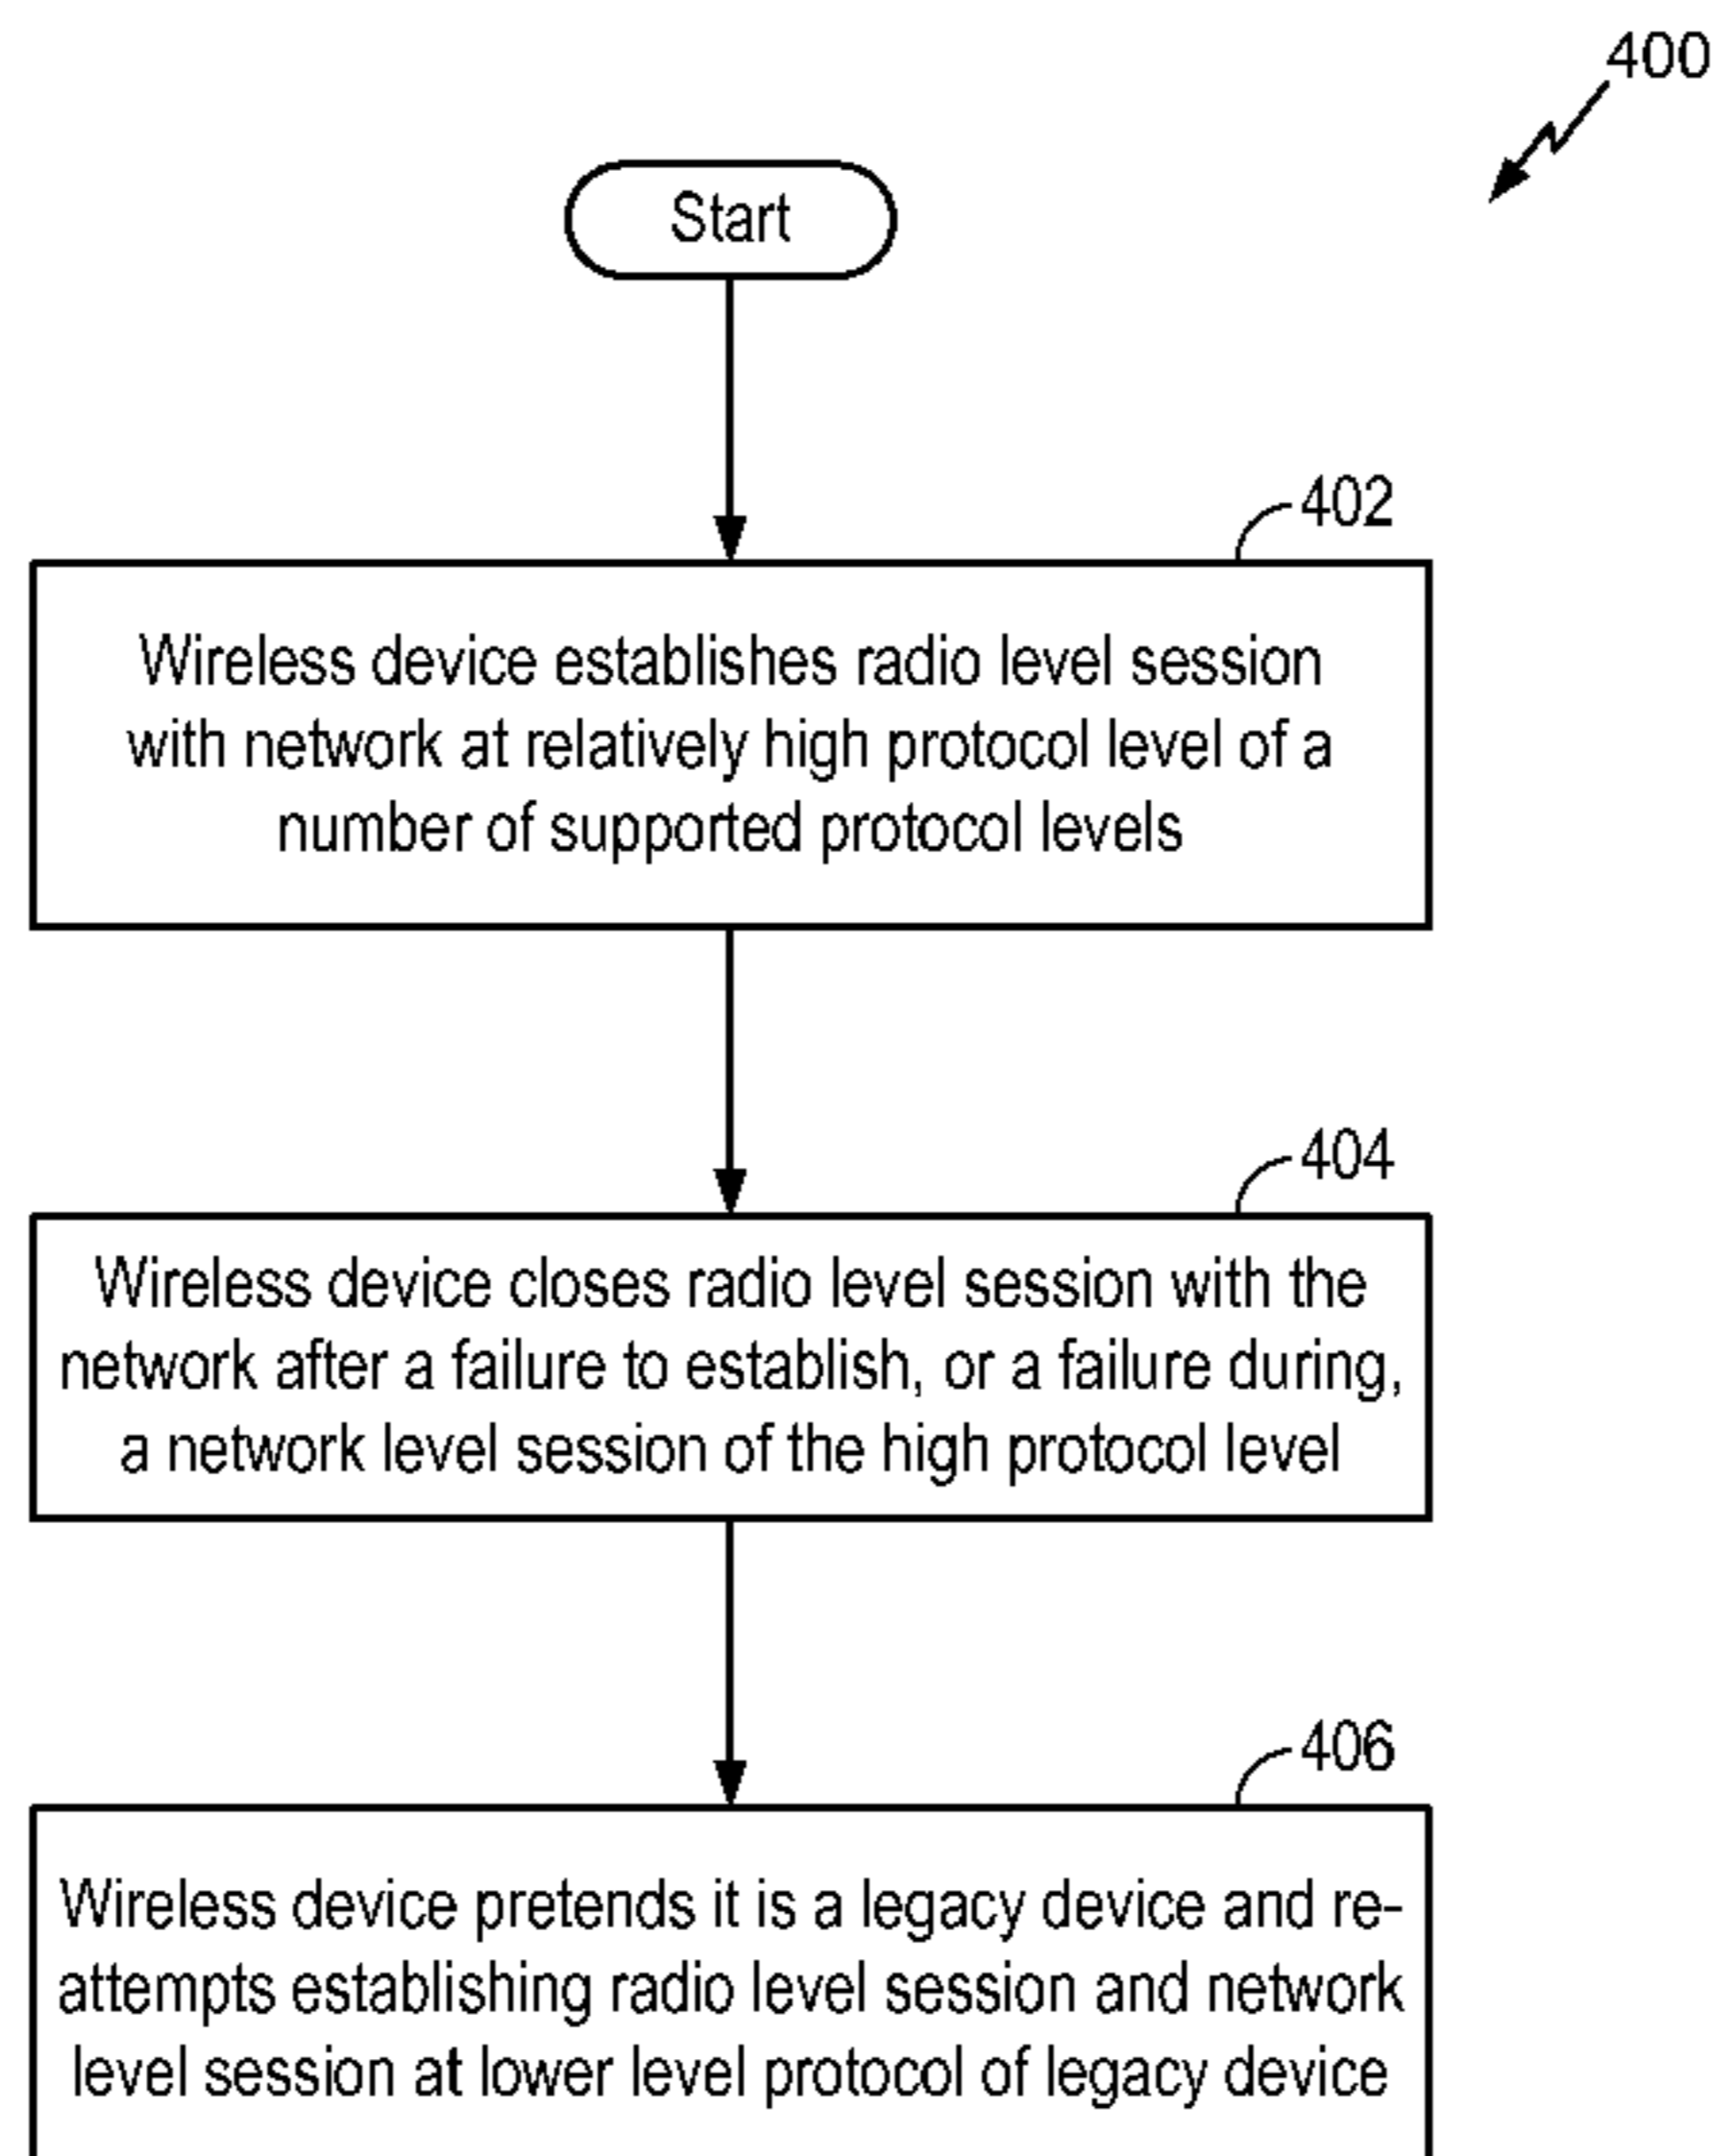 400
Start
402
Wireless device establishes radio level session
with network at relatively high protocol level of a
number of supported protocol levels
404
Wireless device closes radio level session with the
network after a failure to establish, or a failure during,
a network level session of the high protocol level
406
Wireless device pretends it is a legacy device and re-
attempts establishing radio level session and network
level session at lower level protocol of legacy device